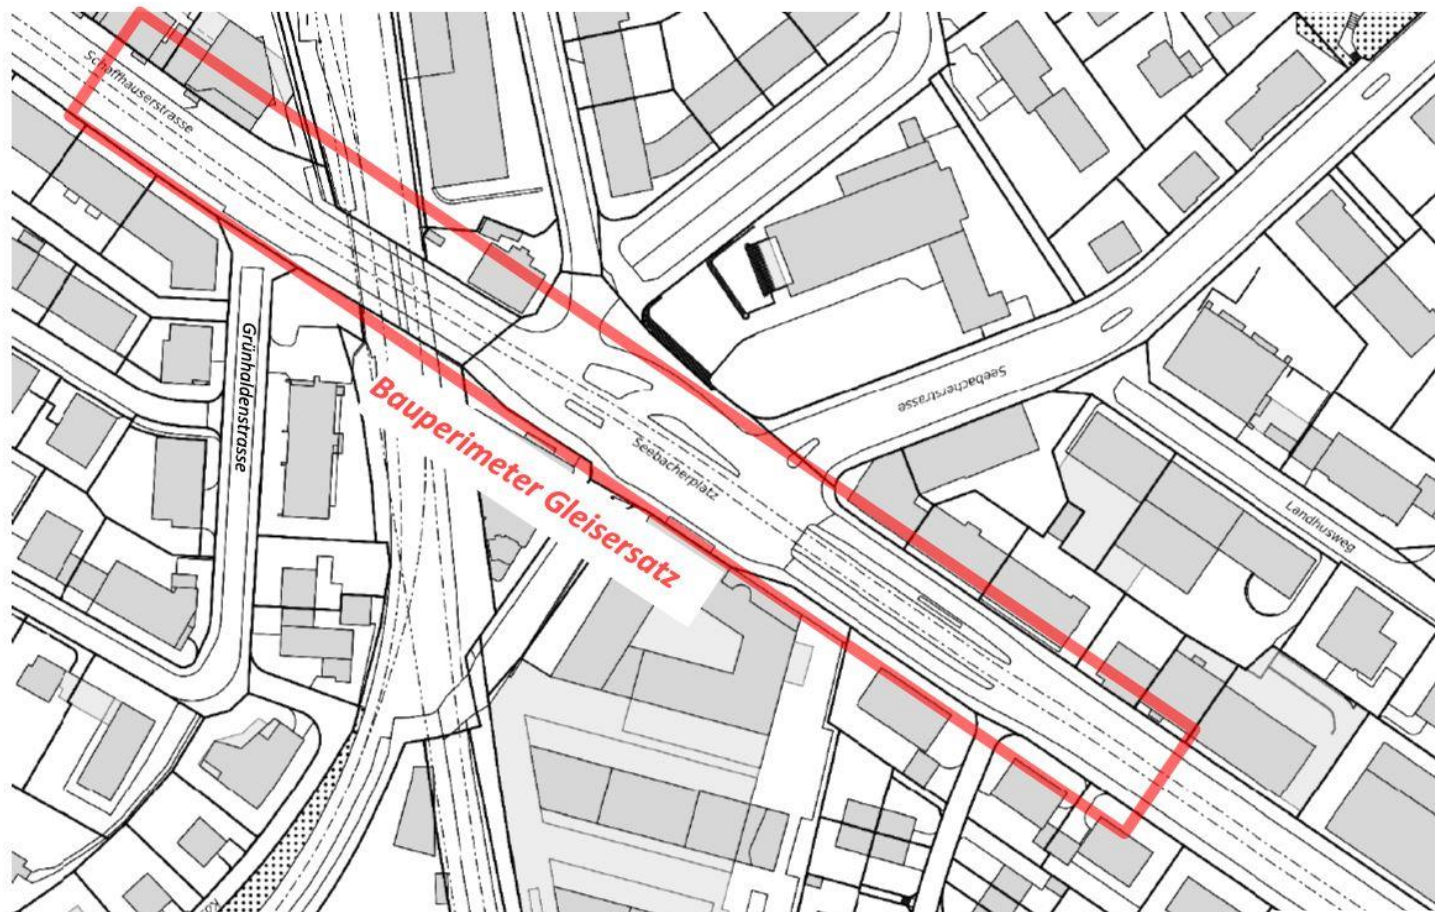 Schaffhauserstrasse
Grünhaldenstrasse
Bauperimeter Gleisersatz
Seebacherstrasse
Seebacherplatz
Landhusweg